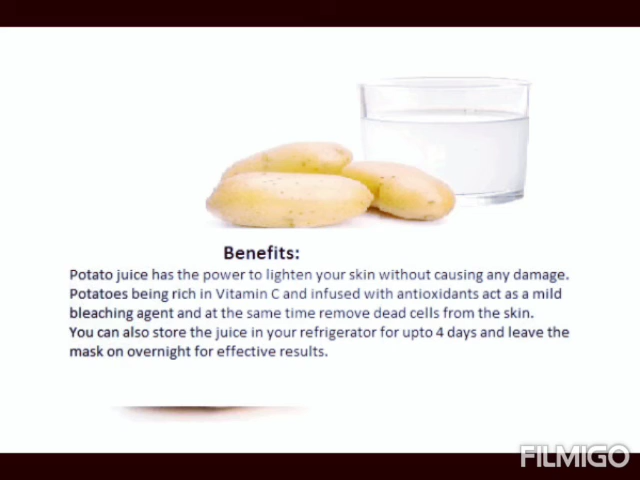 Benefits:
Potato juice has the power to lighten your skin without causing any damage.
Potatoes being rich in Vitamin C and infused with antioxidants act as a mild
bleaching agent and at the same time remove dead cells from the skin.
You can also store the juice in your refrigerator for upto 4 days and leave the
mask on overnight for effective results.
FILMIGO